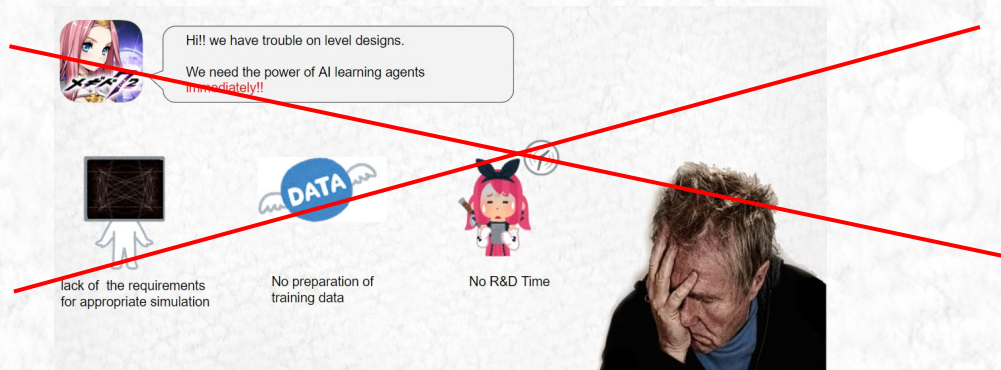 Hi!! we have trouble on level designs.
We need the power of AI learning agents
immediately!!
DATA
lack of the requirements
for appropriate simulation
No preparation of
training data
No R&D Time